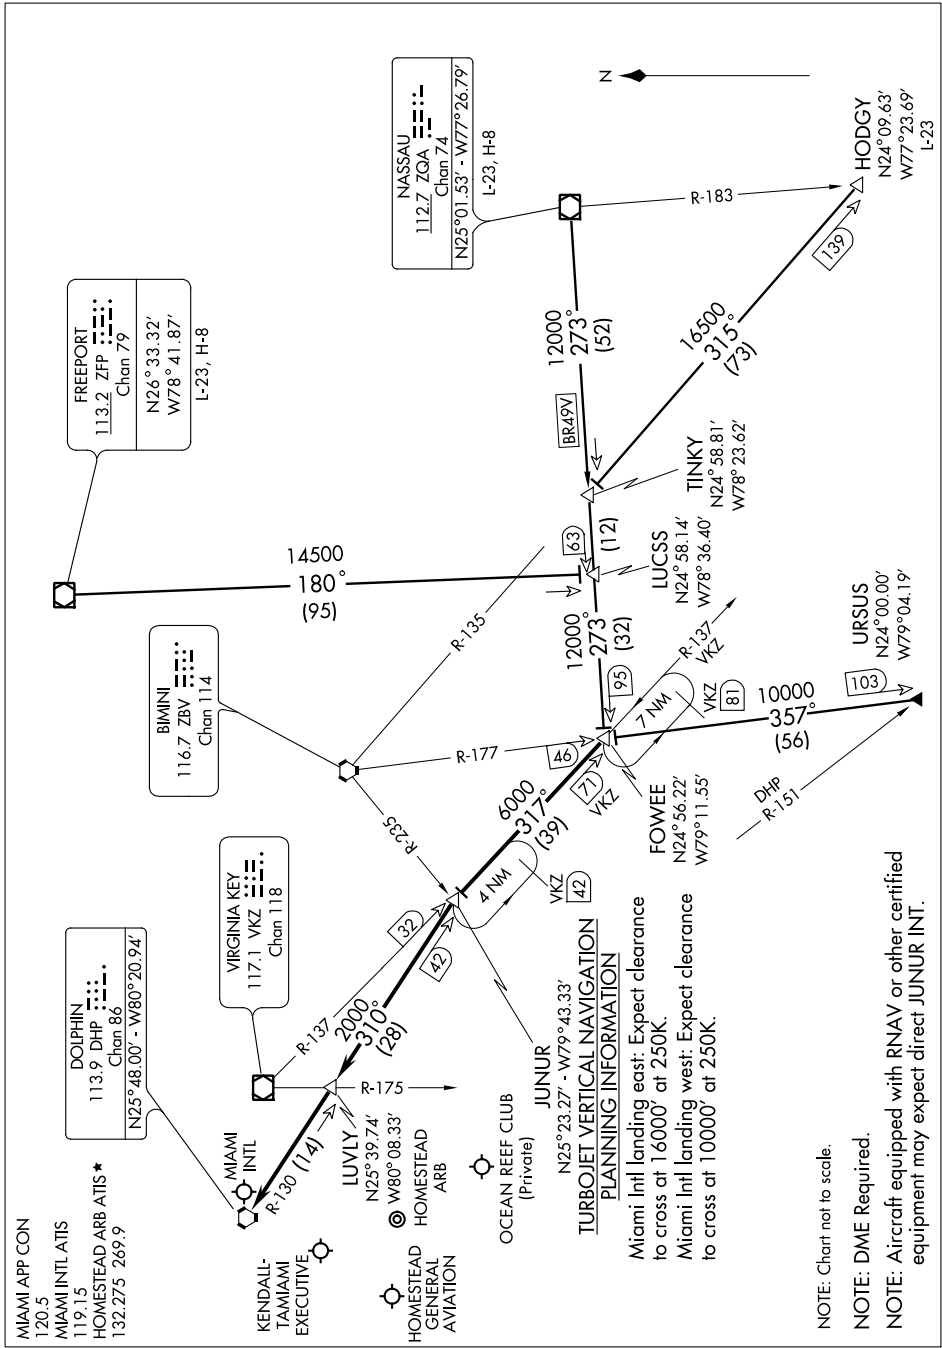 MIAMI APP CON
120.5
MIAMI INTL ATIS
119.15
HOMESTEAD ARB ATIS★
132.275 269.9
DOLPHIN
113.9 DHP
Chan 86
N25°48.00' - W80°20.94'
VIRGINIA KEY
117.1 VKZ
Chan 118
BIMINI
116.7 ZBV
Chan 114
FREEPORT
113.2 ZFP
Chan 79
N26°33.32'
W78°41.87'
L-23, H-8
NASSAU
112.7 ZQA
Chan 74
N25°01.53' - W77°26.79'
L-23, H-8
N
MIAMI
INTL
KENDALL-
TAMIAMI
EXECUTIVE
HOMESTEAD
GENERAL
AVIATION
HOMESTEAD
ARB
OCEAN REEF CLUB
(Private)
R-130 (14)
LUVLY
N25°39.74'
W80°08.33'
R-175
R-137
2000
310°
(28)
32
42
JUNUR
N25°23.27' - W79°43.33'
R-235
4 NM
VKZ
42
6000
317°
(39)
R-177
R-135
46
71
VKZ
FOWEE
N24°56.22'
W79°11.55'
7 NM
R-137
VKZ
VKZ
81
95
14500
180°
(95)
12000
273°
(32)
63
(12)
LUCSS
N24°58.14'
W78°36.40'
TINKY
N24°58.81'
W78°23.62'
BR49V
12000
273°
(52)
16500
315°
(73)
R-183
139
HODGY
N24°09.63'
W77°23.69'
L-23
10000
357°
(56)
103
DHP
R-151
URSUS
N24°00.00'
W79°04.19'
TURBOJET VERTICAL NAVIGATION
PLANNING INFORMATION
Miami Intl landing east: Expect clearance
to cross at 16000' at 250K.
Miami Intl landing west: Expect clearance
to cross at 10000' at 250K.
NOTE: Chart not to scale.
NOTE: DME Required.
NOTE: Aircraft equipped with RNAV or other certified
equipment may expect direct JUNUR INT.